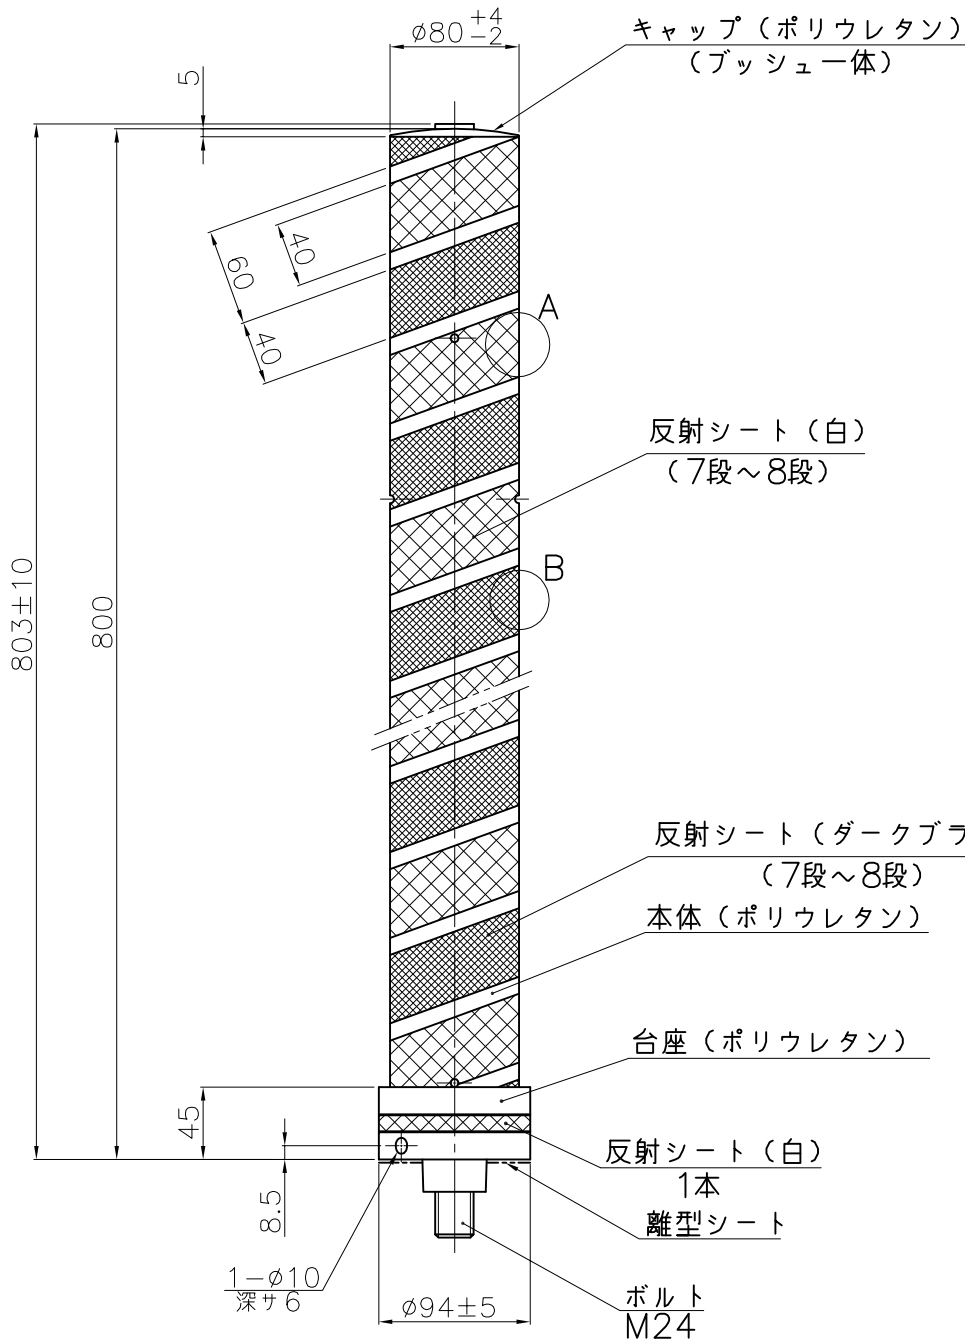 φ80 +4 -2
キャップ（ポリウレタン）
（ブッシュ一体）
5
40
60
40
A
反射シート（白）
（7段～8段）
B
803±10
800
反射シート（ダークブラ
（7段～8段）
本体（ポリウレタン）
台座（ポリウレタン）
45
反射シート（白）
1本
8.5
離型シート
1-φ10
深サ6
φ94±5
ボルト
M24